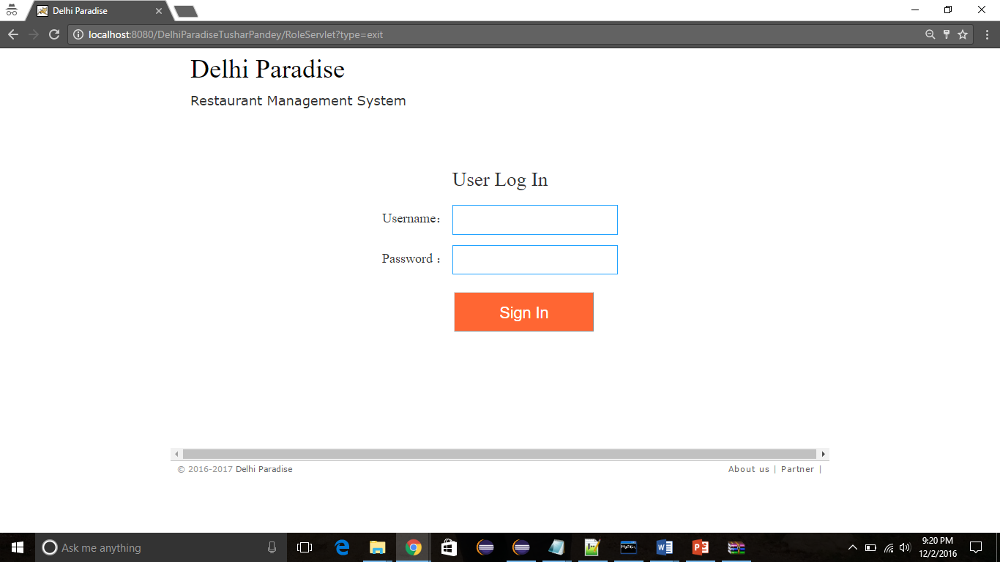 Delhi Paradise
localhost:8080/DelhiParadiseTusharPandey/RoleServlet?type=exit
Delhi Paradise
Restaurant Management System
User Log In
Username：
Password ：
Sign In
© 2016-2017 Delhi Paradise
About us | Partner |
Ask me anything
MySQL
9:20 PM
12/2/2016